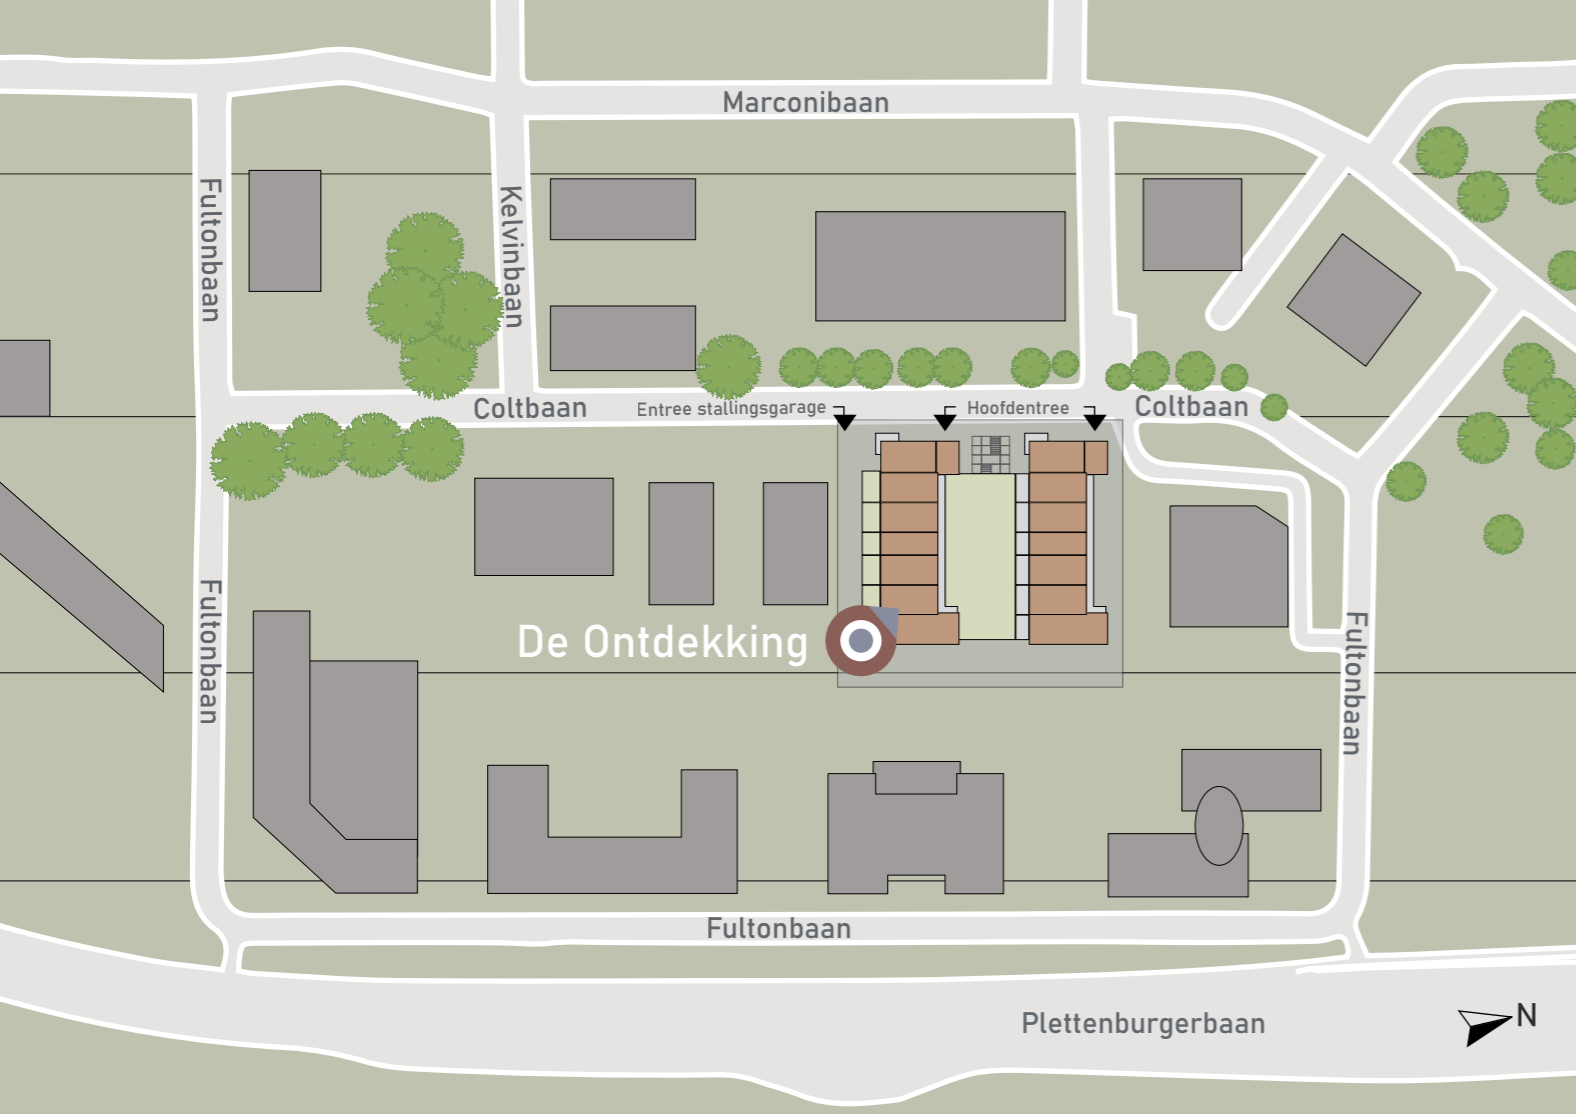 Marconibaan
Fultonbaan
Kelvinbaan
Coltbaan
Entree stallingsgarage
Hoofdentree
Coltbaan
Fultonbaan
De Ontdekking
Fultonbaan
Fultonbaan
Plettenburgerbaan
N